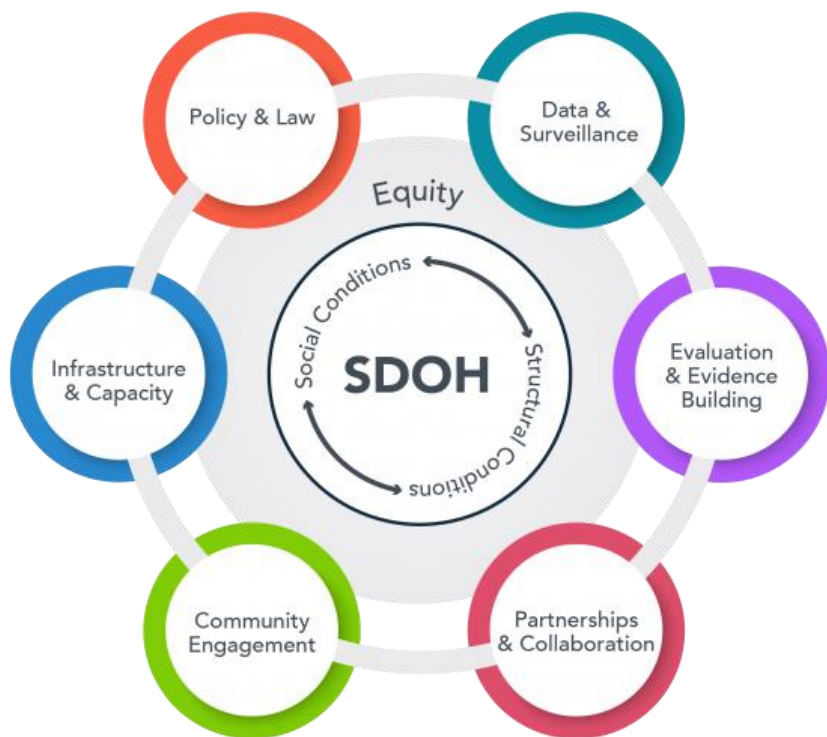 Policy & Law
Data &
Surveillance
Equity
Social Conditions
SDOH
Structural Conditions
Infrastructure
& Capacity
Evaluation
& Evidence
Building
Community
Engagement
Partnerships
& Collaboration